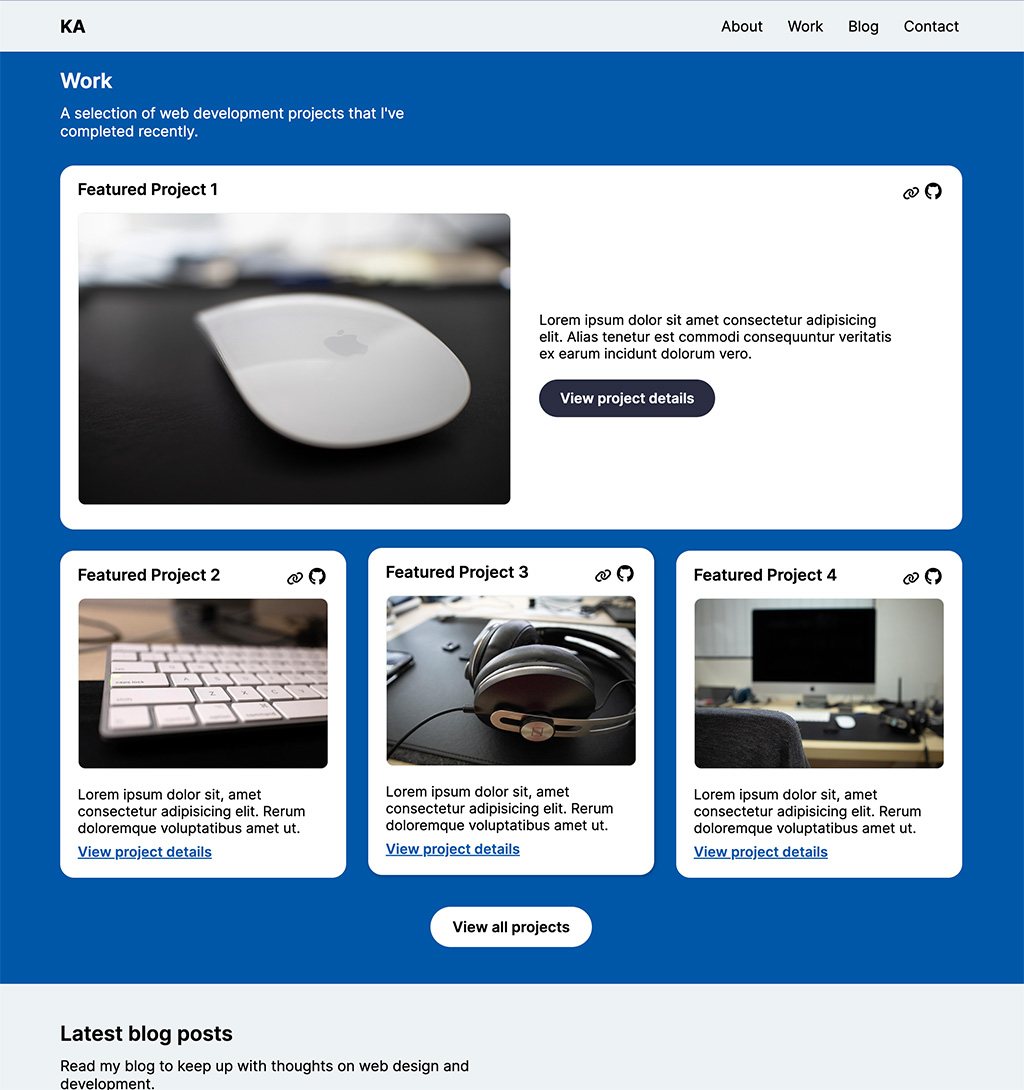 KA
About
Work
Blog
Contact
Work
A selection of web development projects that I've
completed recently.
Featured Project 1
Lorem ipsum dolor sit amet consectetur adipisicing
elit. Alias tenetur est commodi consequuntur veritatis
ex earum incidunt dolorum vero.
View project details
Featured Project 2
Lorem ipsum dolor sit, amet
consectetur adipisicing elit. Rerum
doloremque voluptatibus amet ut.
View project details
Featured Project 3
Lorem ipsum dolor sit, amet
consectetur adipisicing elit. Rerum
doloremque voluptatibus amet ut.
View project details
Featured Project 4
Lorem ipsum dolor sit, amet
consectetur adipisicing elit. Rerum
doloremque voluptatibus amet ut.
View project details
View all projects
Latest blog posts
Read my blog to keep up with thoughts on web design and
development.